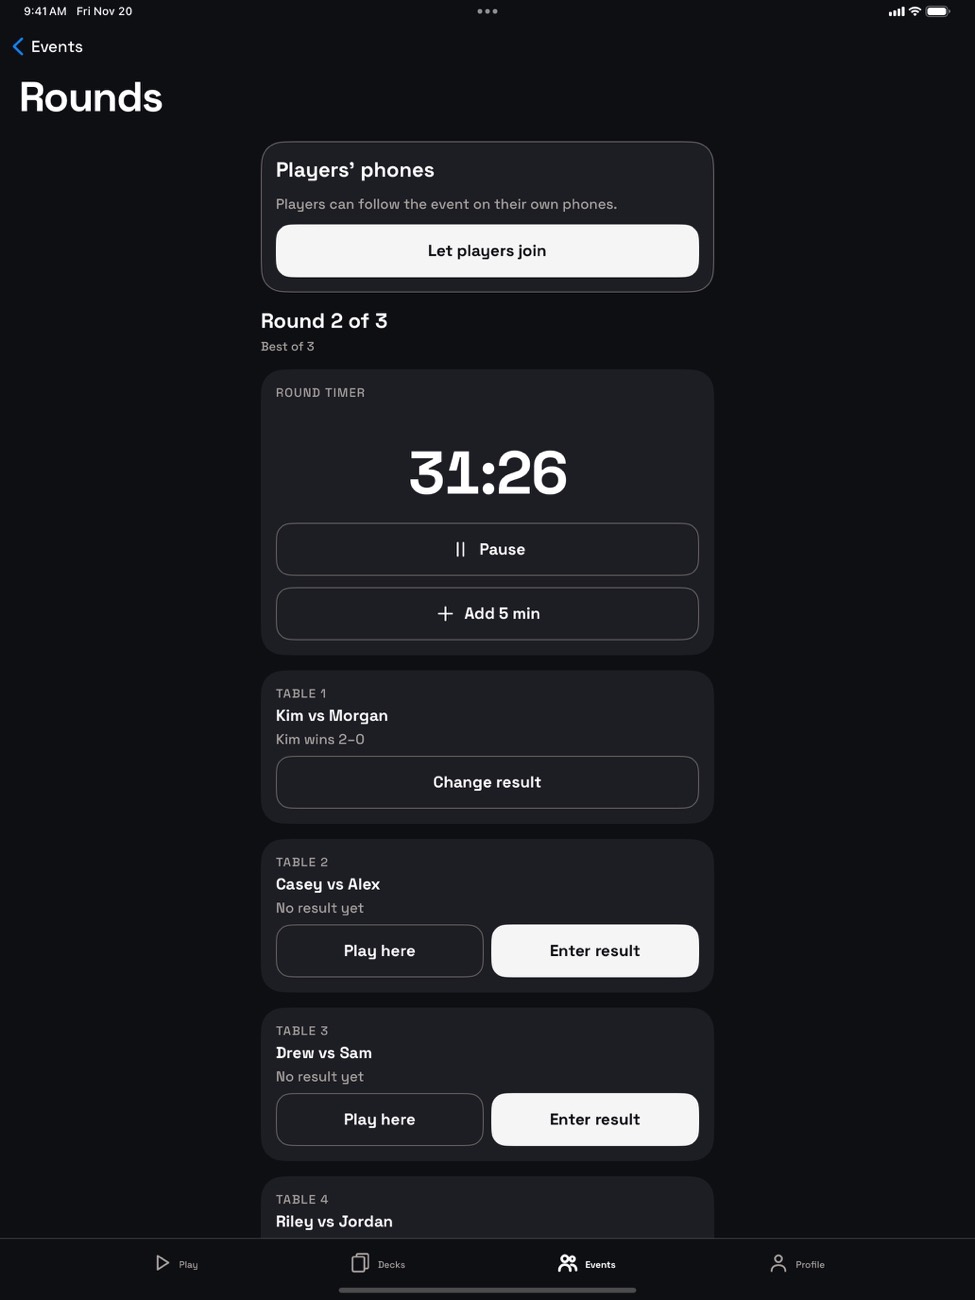 9:41 AM Fri Nov 20
Events
Rounds
Players’ phones
Players can follow the event on their own phones.
Let players join
Round 2 of 3
Best of 3
ROUND TIMER
31:26
Pause
Add 5 min
TABLE 1
Kim vs Morgan
Kim wins 2–0
Change result
TABLE 2
Casey vs Alex
No result yet
Play here Enter result
TABLE 3
Drew vs Sam
No result yet
Play here Enter result
TABLE 4
Riley vs Jordan
Play Decks Events Profile